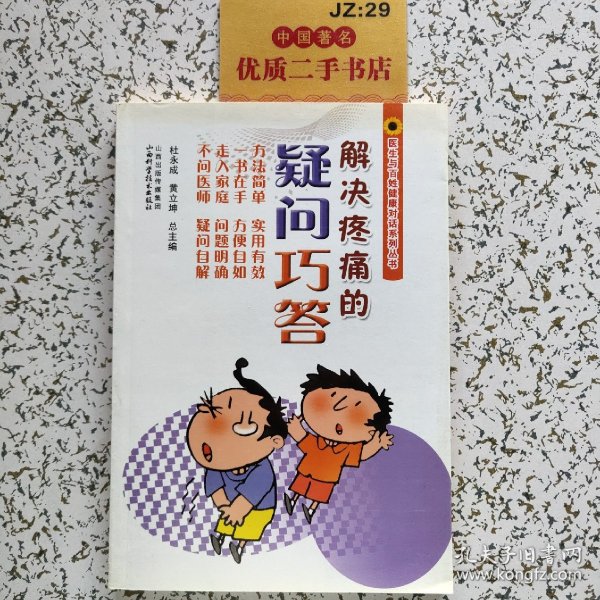 JZ:29
中国著名
优质二手书店
医生与百姓健康对话系列丛书
解决疼痛的
疑问巧答
方法简单 实用有效
一书在手 方便自如
走入家庭 问题明确
不问医师 疑问自解
杜永成 黄立坤 总主编
山西出版传媒集团
山西科学技术出版社
孔夫子旧书网
www.kongfz.com